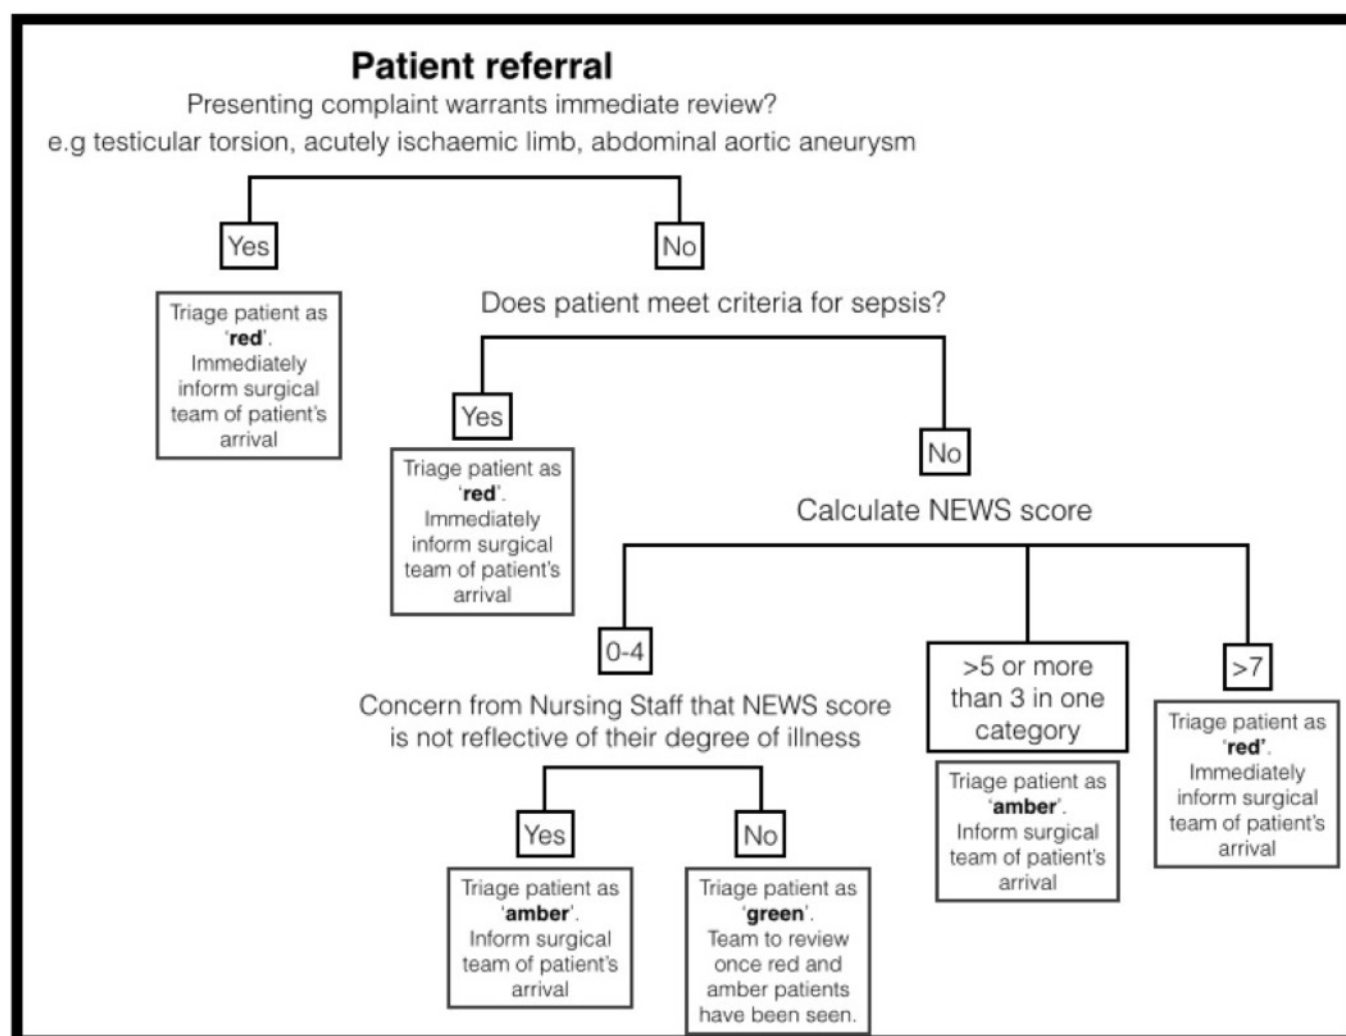 Patient referral
Presenting complaint warrants immediate review?
e.g testicular torsion, acutely ischaemic limb, abdominal aortic aneurysm
Yes
No
Triage patient as
'red'.
Immediately
inform surgical
team of patient's
arrival
Does patient meet criteria for sepsis?
Yes
No
Triage patient as
'red'.
Immediately
inform surgical
team of patient's
arrival
Calculate NEWS score
0-4
>5 or more
than 3 in one
category
>7
Concern from Nursing Staff that NEWS score
is not reflective of their degree of illness
Triage patient as
'amber'.
Inform surgical
team of patient's
arrival
Triage patient as
'red'.
Immediately
inform surgical
team of patient's
arrival
Yes
No
Triage patient as
'amber'.
Inform surgical
team of patient's
arrival
Triage patient as
'green'.
Team to review
once red and
amber patients
have been seen.